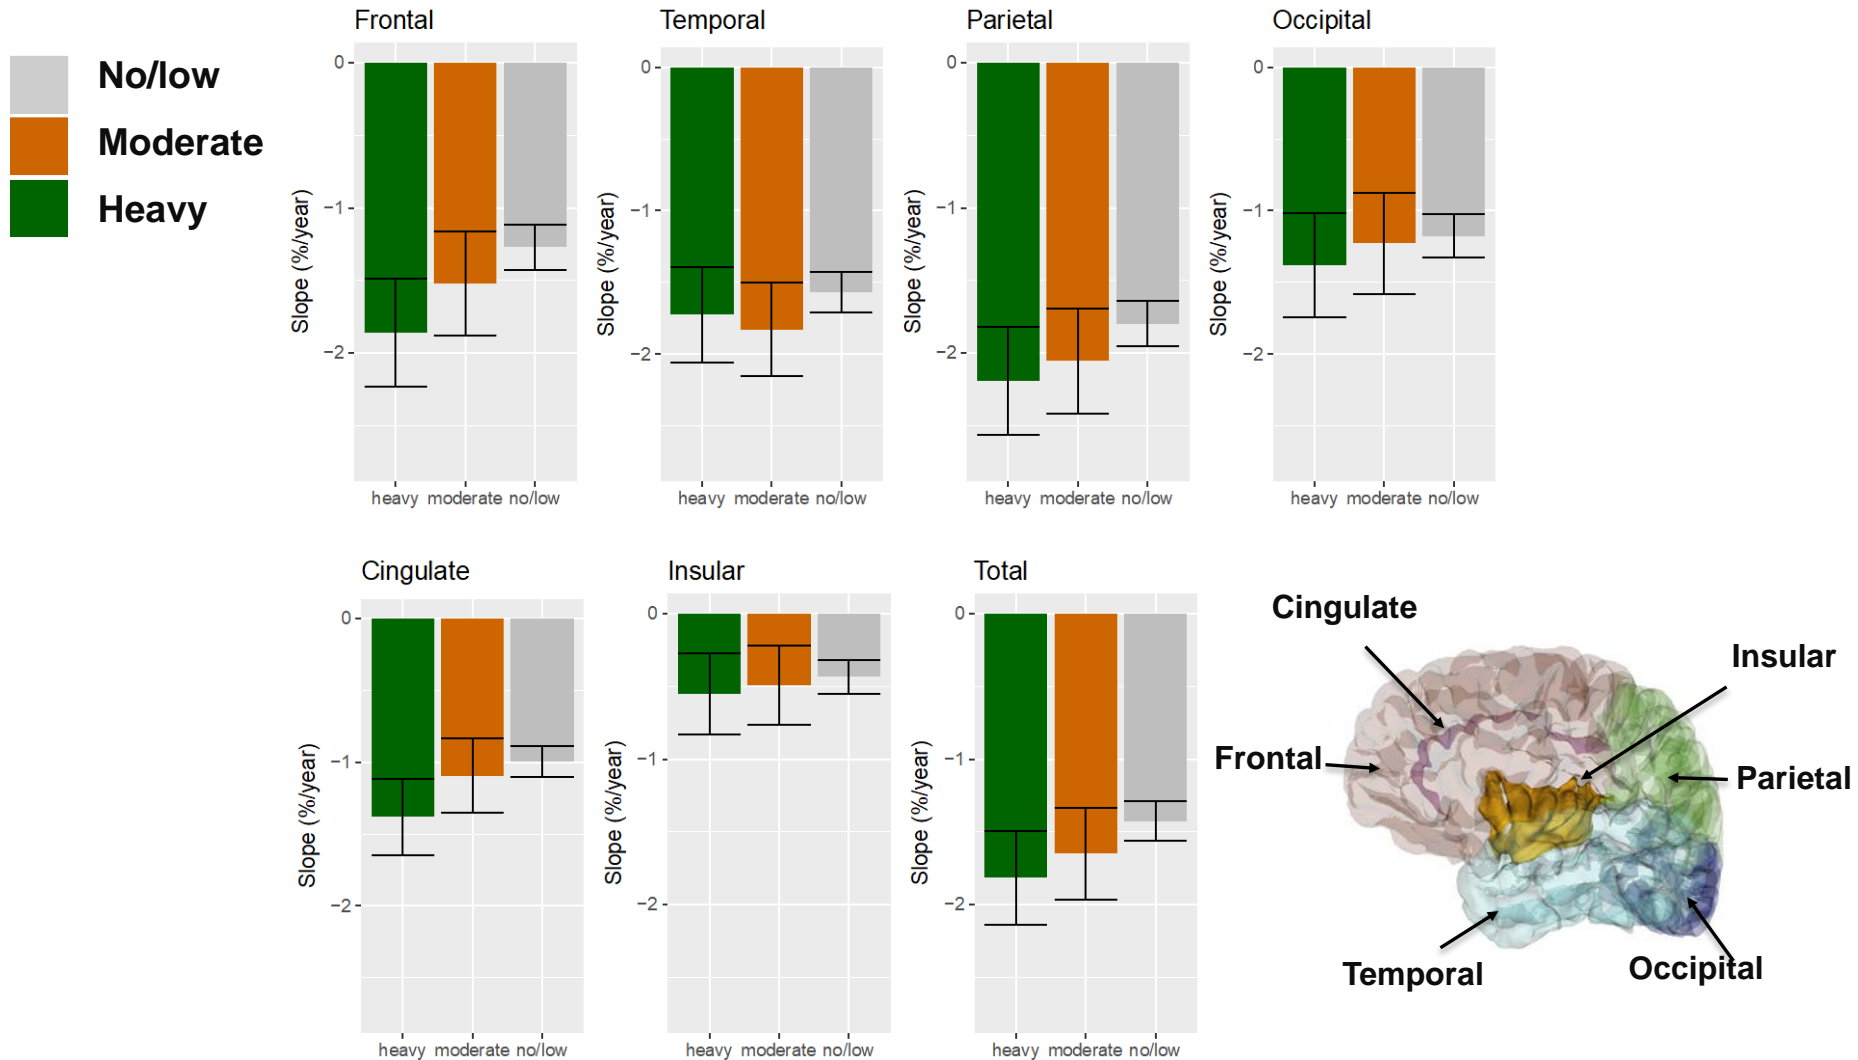 No/low
Moderate
Heavy
Frontal
0
−1
−2
Slope (%/year)
heavy moderate no/low
Temporal
0
−1
−2
Slope (%/year)
heavy moderate no/low
Parietal
0
−1
−2
Slope (%/year)
heavy moderate no/low
Occipital
0
−1
−2
Slope (%/year)
heavy moderate no/low
Cingulate
0
−1
−2
Slope (%/year)
heavy moderate no/low
Insular
0
−1
−2
Slope (%/year)
heavy moderate no/low
Total
0
−1
−2
Slope (%/year)
heavy moderate no/low
Cingulate
Insular
Frontal
Parietal
Temporal
Occipital